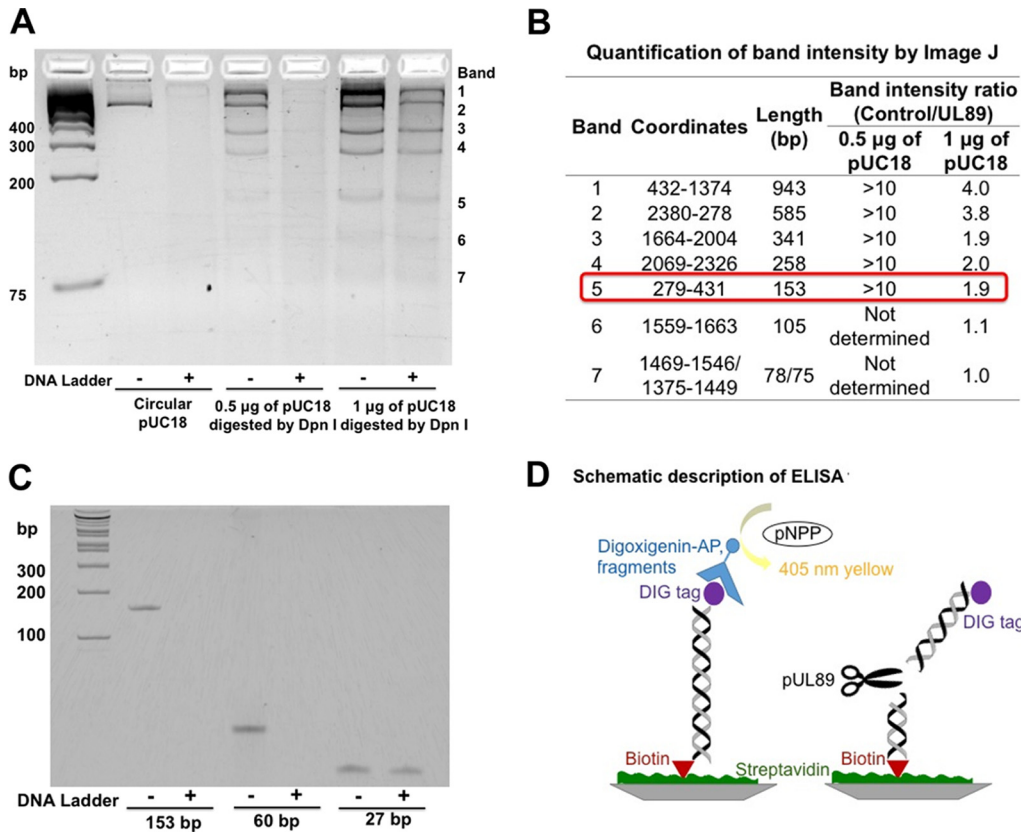 A
bp
400
300
200
75
Band
1
2
3
4
5
6
7
DNA Ladder - + - + - +
Circular pUC18
0.5 µg of pUC18 digested by Dpn I
1 µg of pUC18 digested by Dpn I
B
Quantification of band intensity by Image J
Band Coordinates Length (bp) Band intensity ratio (Control/UL89)
0.5 µg of pUC18 1 µg of pUC18
1 432-1374 943 >10 4.0
2 2380-278 585 >10 3.8
3 1664-2004 341 >10 1.9
4 2069-2326 258 >10 2.0
5 279-431 153 >10 1.9
6 1559-1663 105 Not determined 1.1
7 1469-1546/ 1375-1449 78/75 Not determined 1.0
C
bp
300
200
100
DNA Ladder - + - + - +
153 bp 60 bp 27 bp
D
Schematic description of ELISA
pNPP
Digoxigenin-AP,
fragments
405 nm yellow
DIG tag
DIG tag
pUL89
Biotin
Streptavidin
Biotin